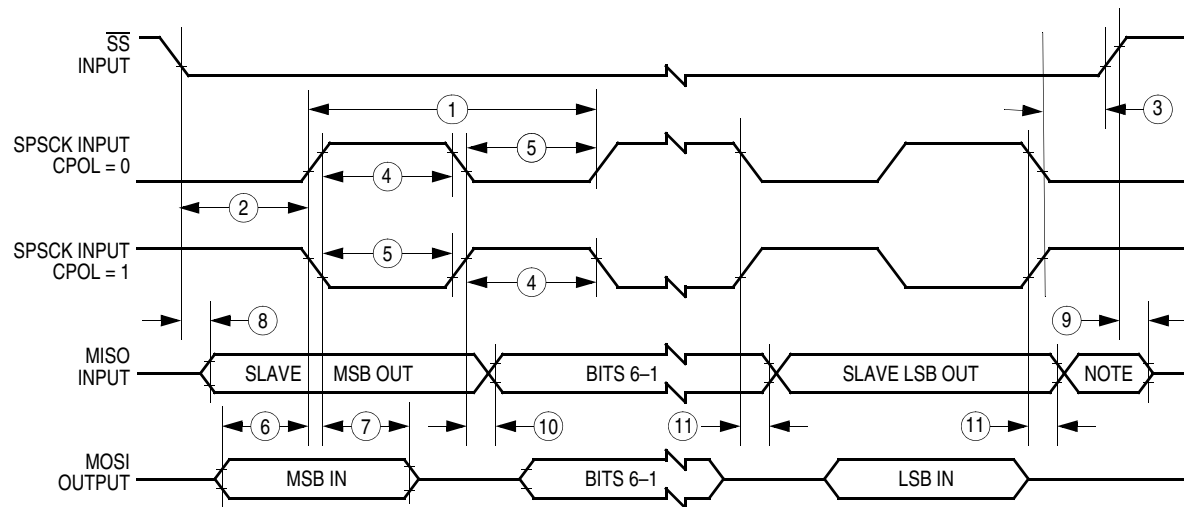 SS
INPUT
1
3
SPSCK INPUT
CPOL = 0
5
4
2
SPSCK INPUT
CPOL = 1
5
4
8
9
MISO
INPUT
SLAVE MSB OUT
BITS 6–1
SLAVE LSB OUT
NOTE
6
7
10
11
11
MOSI
OUTPUT
MSB IN
BITS 6–1
LSB IN